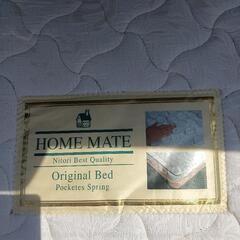 HOME MATE
Nitori Best Quality
Original Bed
Pocketes Spring